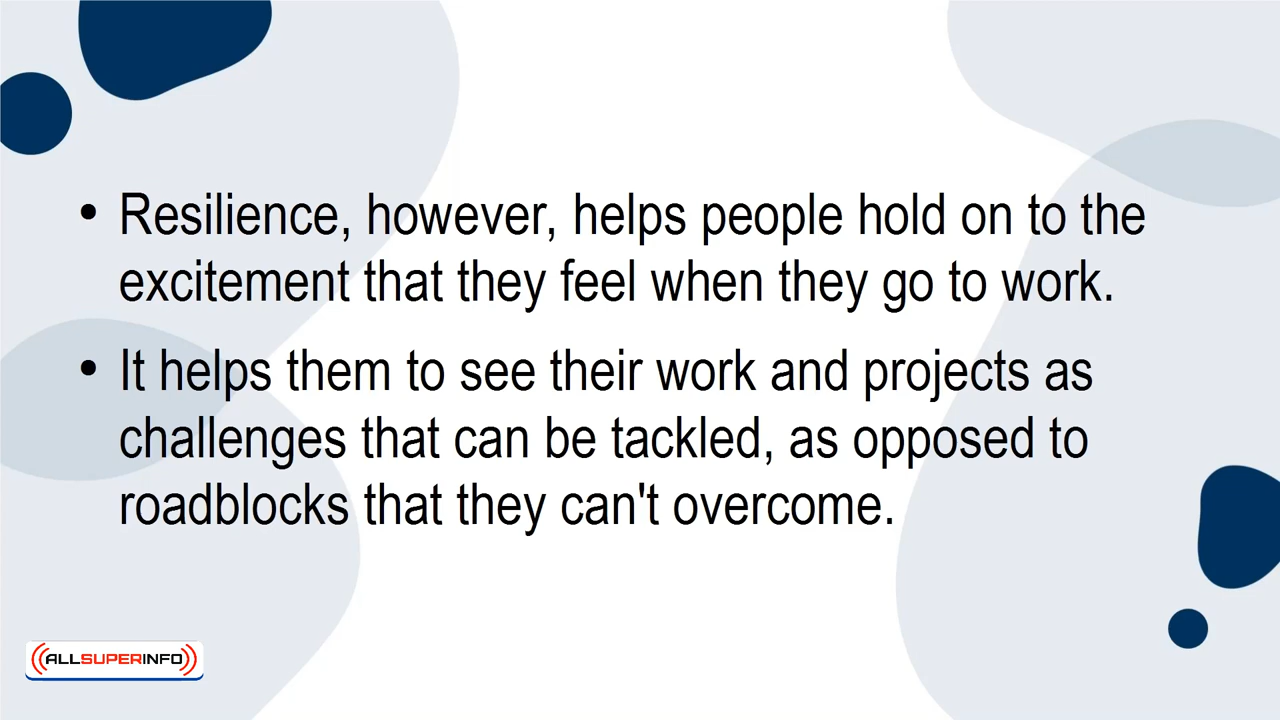 • Resilience, however, helps people hold on to the
excitement that they feel when they go to work.
• It helps them to see their work and projects as
challenges that can be tackled, as opposed to
roadblocks that they can't overcome.
ALLSUPERINFO